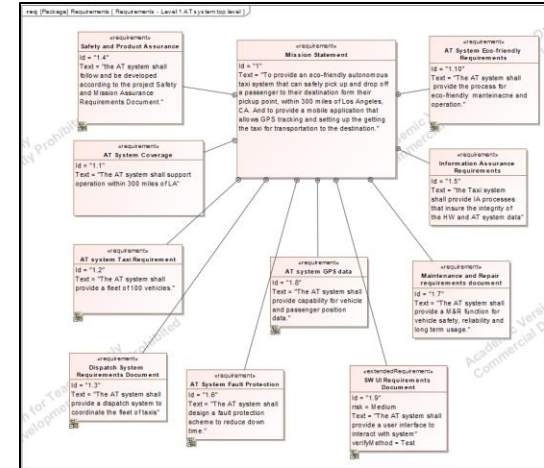 req [Package] Requirements [ Requirements - Level 1 AT system top level ]
«requirement»
Safety and Product Assurance
Id = "1.4"
Text = "the AT system shall
follow and be developed
according to the project Safety
and Mission Assurance
Requirements Document."
«requirement»
Mission Statement
Id = "1"
Text = "To provide an eco-friendly autonomous
taxi system that can safely pick up and drop off
a passenger to their destination form their
pickup point, within 300 miles of Los Angeles,
CA. And to provide a mobile application that
allows GPS tracking and setting up the getting
the taxi for transportation to the destination."
«requirement»
AT System Eco-friendly
Requirements
Id = "1.10"
Text = "The AT system shall
provide the process for
eco-friendly manteinacne and
operation."
«requirement»
AT System Coverage
Id = "1.1"
Text = "The AT system shall support
operation within 300 miles of LA"
«requirement»
Information Assurance
Requirements
Id = "1.5"
Text = "the Taxi system
shall provide IA processes
that insure the integrity of
the HW and AT system data"
«requirement»
AT system Taxi Requirement
Id = "1.2"
Text = "The AT system shall
provide a fleet of 100 vehicles."
«requirement»
AT system GPS data
Id = "1.8"
Text = "The AT system shall
provide capability for vehicle
and passenger position
data."
«requirement»
Maintenance and Repair
requirements document
Id = "1.7"
Text = "The AT system shall
provide a M&R function for
vehicle safety, reliability and
long term usage."
«requirement»
Dispatch System
Requirements Document
Id = "1.3"
Text = "The AT system shall
provide a dispatch system to
coordinate the fleet of taxis"
«requirement»
AT System Fault Protection
Id = "1.6"
Text = "The AT system shall
design a fault protection
scheme to reduce down
time."
«extendedRequirement»
SW UI Requirements
Document
Id = "1.9"
risk = Medium
Text = "The AT system shall
provide a user interface to
interact with system"
verifyMethod = Test